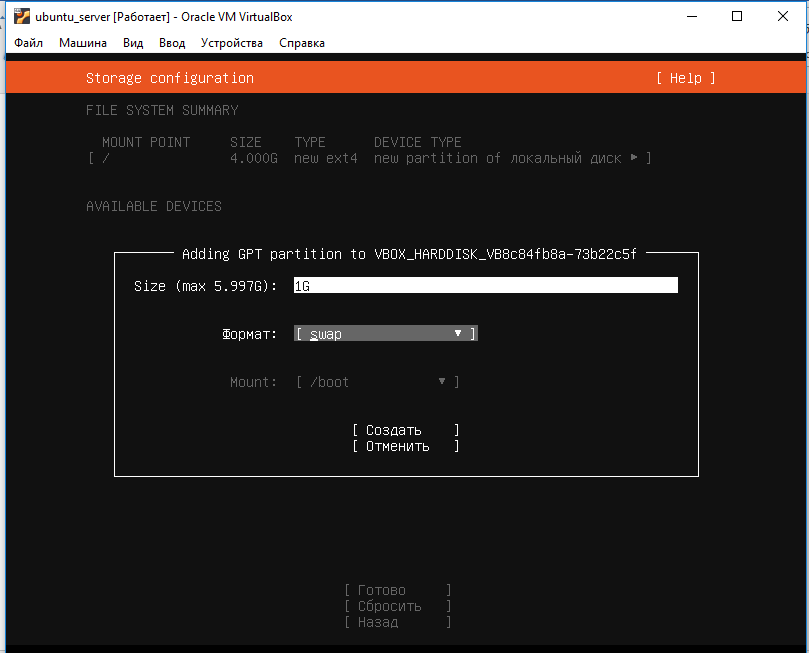 ubuntu_server [Работает] - Oracle VM VirtualBox
Файл Машина Вид Ввод Устройства Справка
Storage configuration [ Help ]
FILE SYSTEM SUMMARY
MOUNT POINT SIZE TYPE DEVICE TYPE
[ / 4.000G new ext4 new partition of локальный диск ▸ ]
AVAILABLE DEVICES
Adding GPT partition to VBOX_HARDDISK_VB8c84fb8a-73b22c5f
Size (max 5.997G): 1G
Формат: [ swap ▾ ]
Mount: [ /boot ▾ ]
[ Создать ]
[ Отменить ]
[ Готово ]
[ Сбросить ]
[ Назад ]